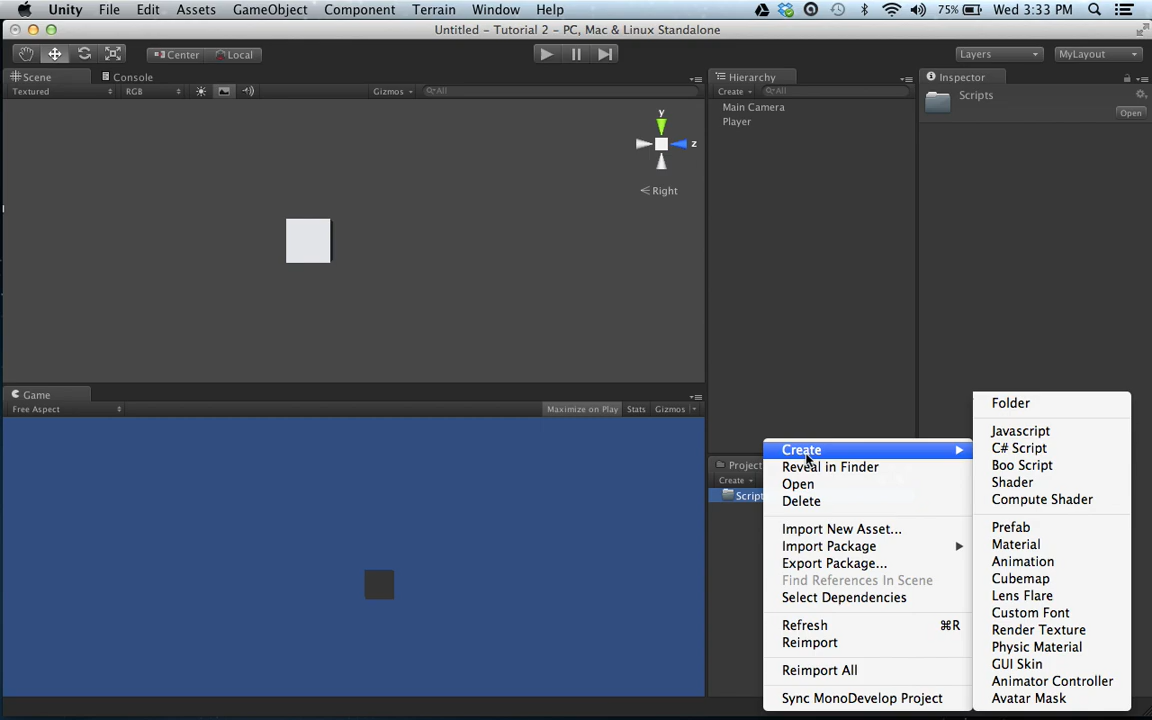 Unity File Edit Assets GameObject Component Terrain Window Help 75% Wed 3:33 PM
Untitled - Tutorial 2 - PC, Mac & Linux Standalone
Center Local Layers MyLayout
Scene Console
Textured RGB Gizmos All
y
z
Right
Hierarchy
Create All
Main Camera
Player
Inspector
Scripts
Open
Game
Free Aspect Maximize on Play Stats Gizmos
Project
Create
Create
Reveal in Finder
Open
Delete
Import New Asset...
Import Package
Export Package...
Find References In Scene
Select Dependencies
Refresh ⌘R
Reimport
Reimport All
Sync MonoDevelop Project
Folder
Javascript
C# Script
Boo Script
Shader
Compute Shader
Prefab
Material
Animation
Cubemap
Lens Flare
Custom Font
Render Texture
Physic Material
GUI Skin
Animator Controller
Avatar Mask